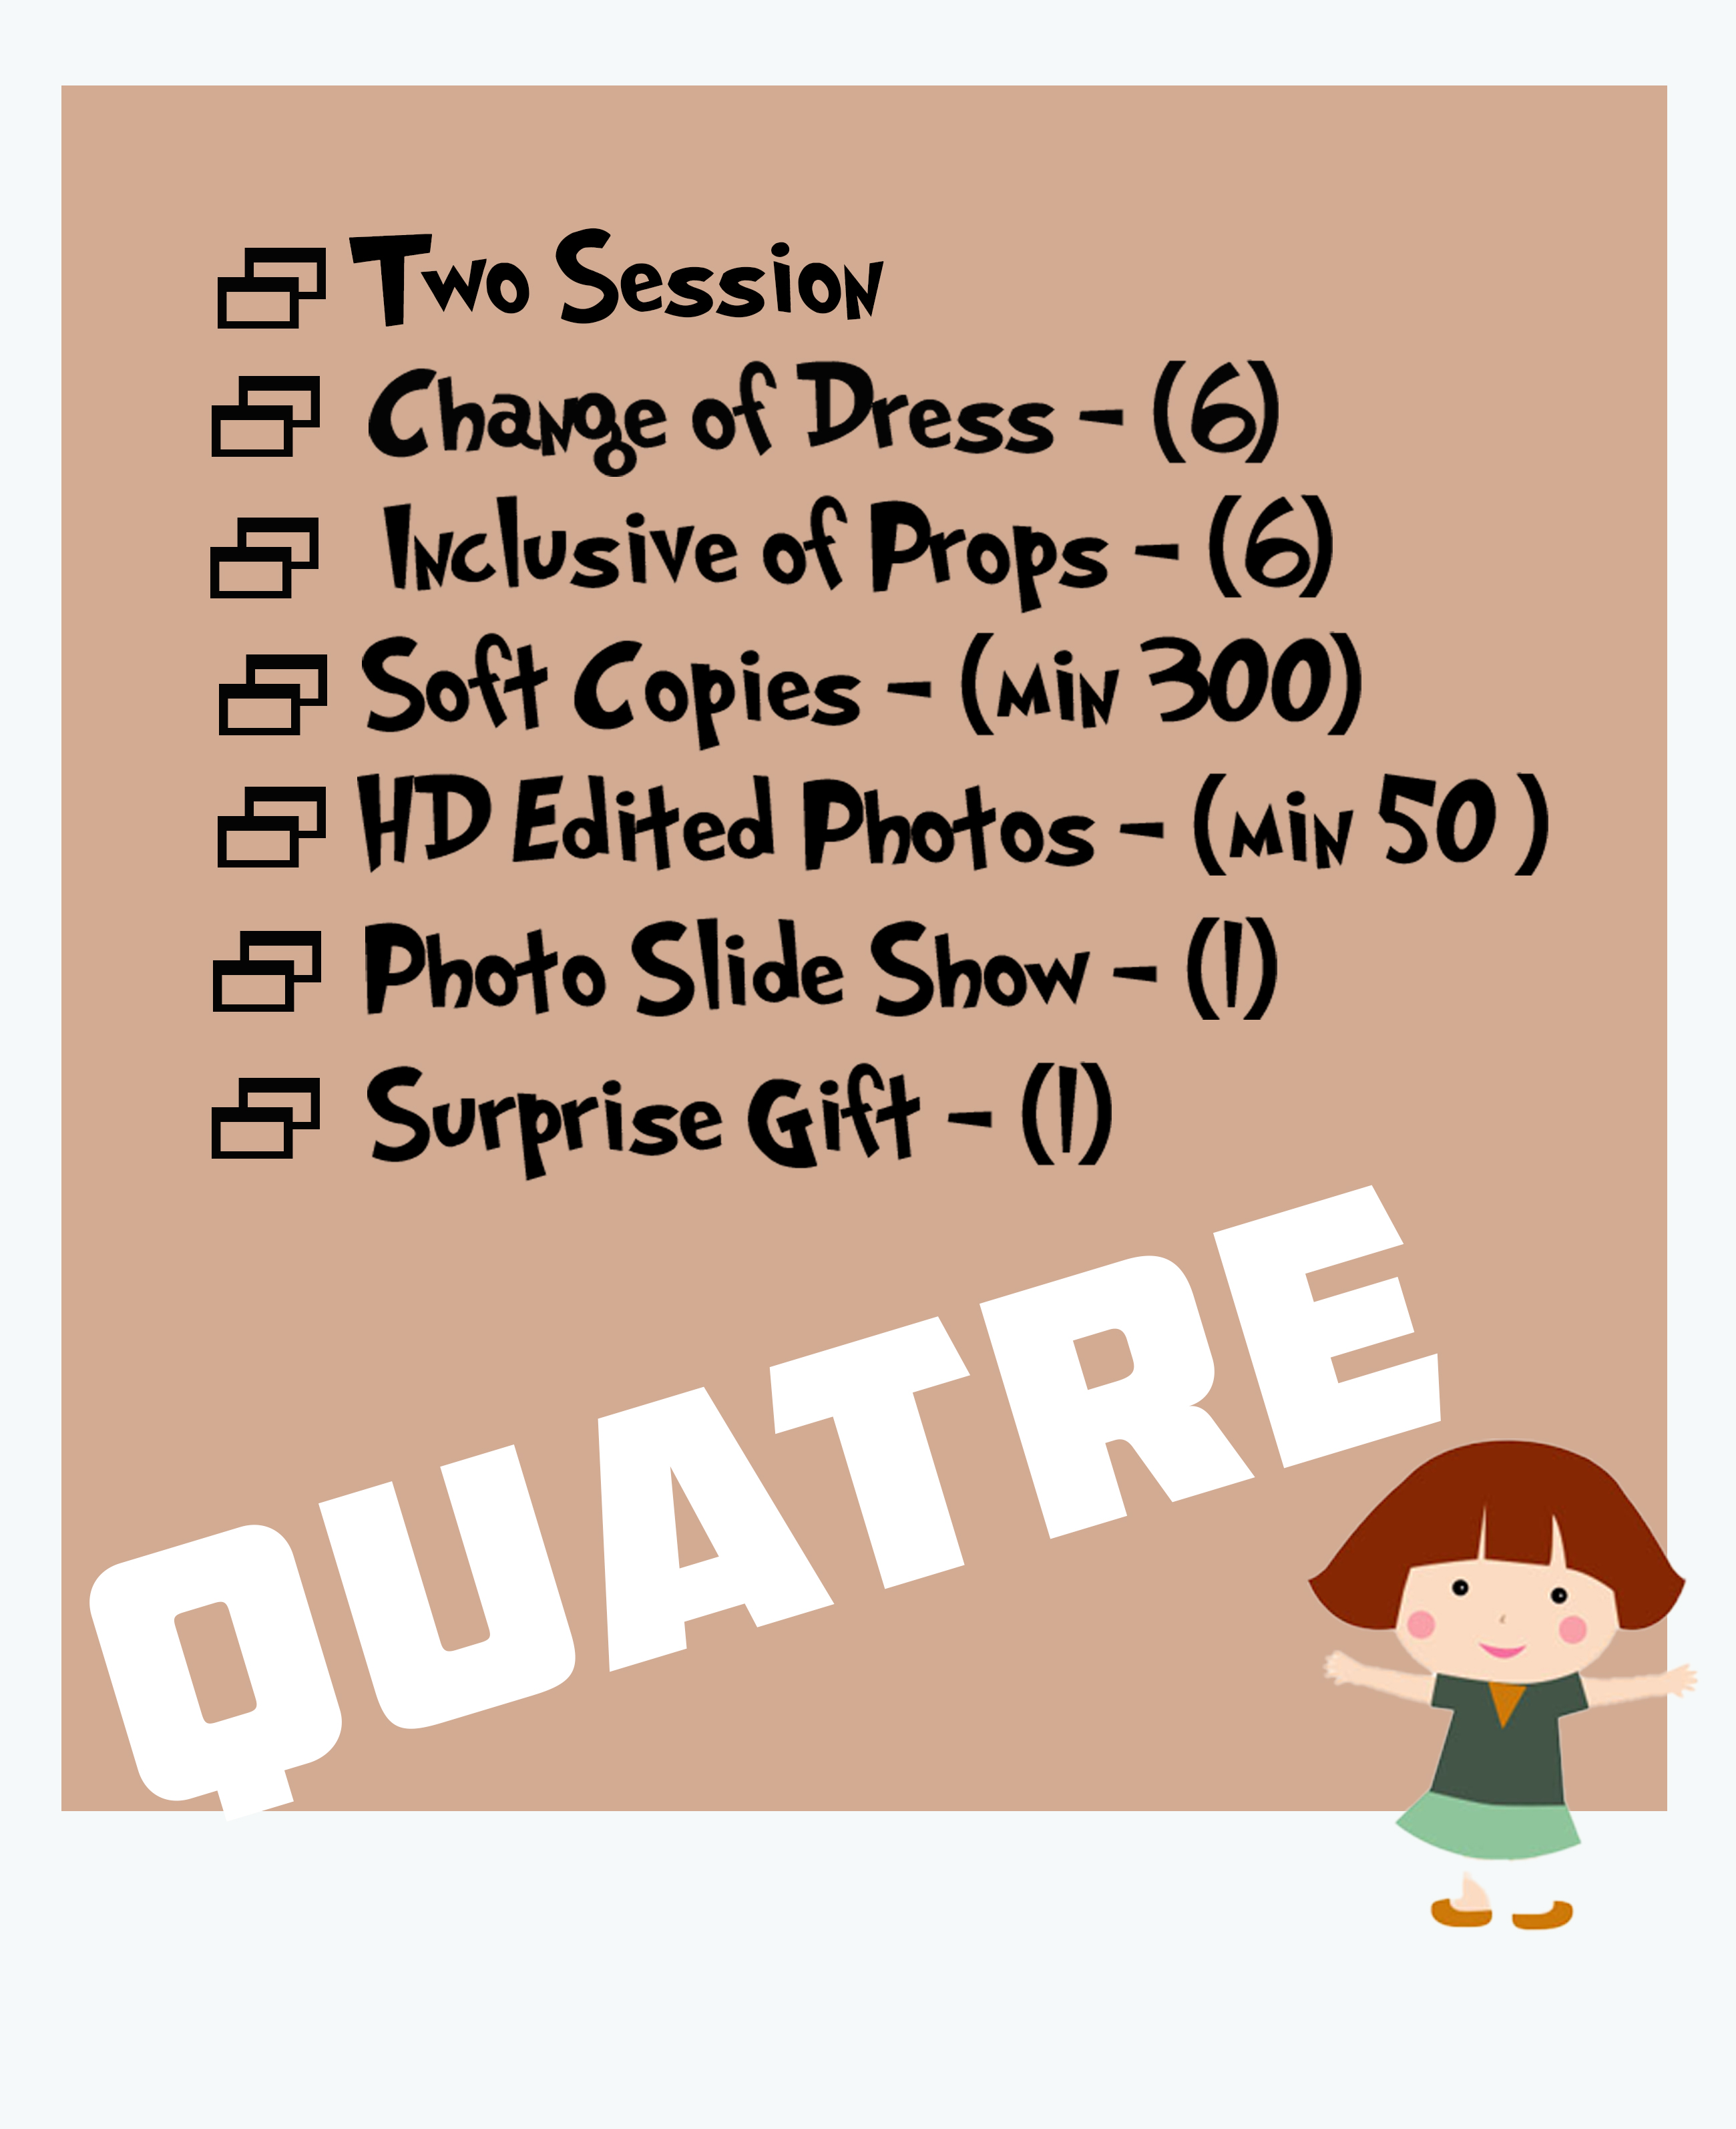 Two Session
Change of Dress - (6)
Inclusive of Props - (6)
Soft Copies - (min 300)
HD Edited Photos - (min 50 )
Photo Slide Show - (1)
Surprise Gift - (1)
QUATRE